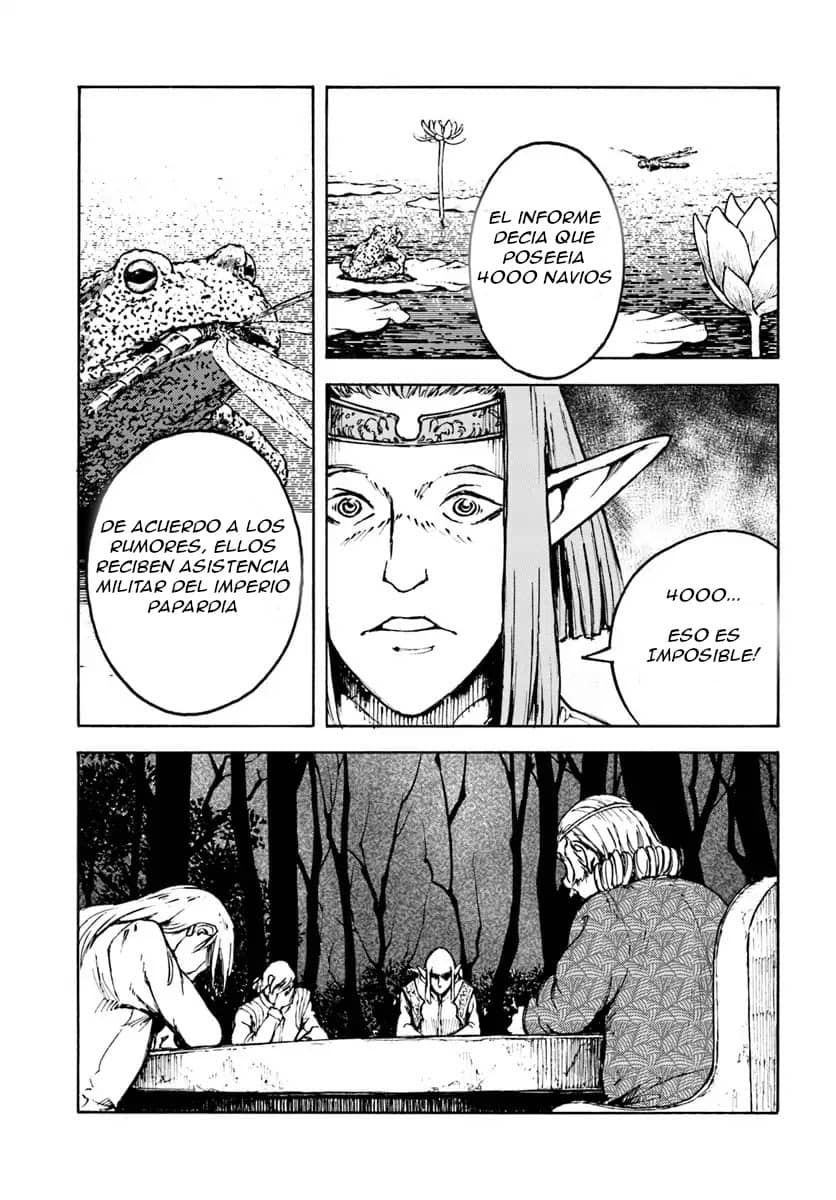 EL INFORME
DECIA QUE
POSEEIA
4000 NAVIOS
4000...
ESO ES
IMPOSIBLE!
DE ACUERDO A LOS
RUMORES, ELLOS
RECIBEN ASISTENCIA
MILITAR DEL IMPERIO
PAPARDIA